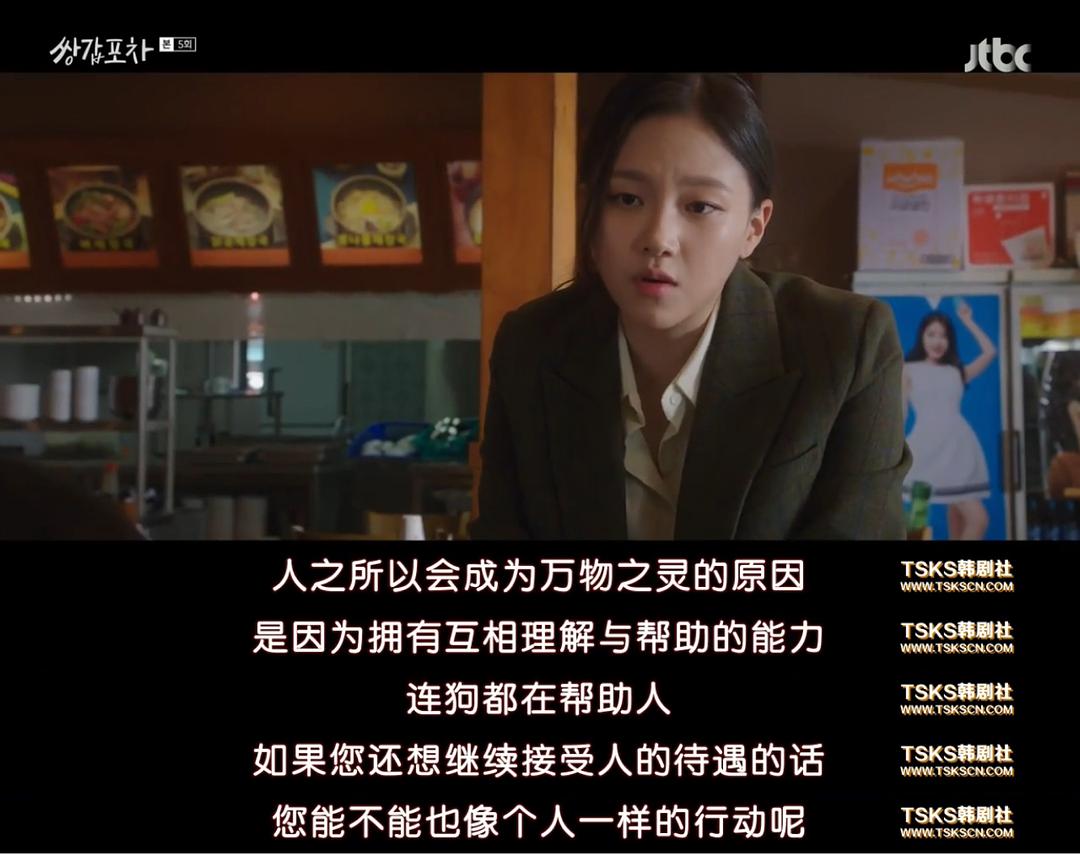 쌍갑포차 본 5회
jtbc
人之所以会成为万物之灵的原因
TSKS韩剧社
WWW.TSKSCN.COM
是因为拥有互相理解与帮助的能力
TSKS韩剧社
WWW.TSKSCN.COM
连狗都在帮助人
TSKS韩剧社
WWW.TSKSCN.COM
如果您还想继续接受人的待遇的话
TSKS韩剧社
WWW.TSKSCN.COM
您能不能也像个人一样的行动呢
TSKS韩剧社
WWW.TSKSCN.COM